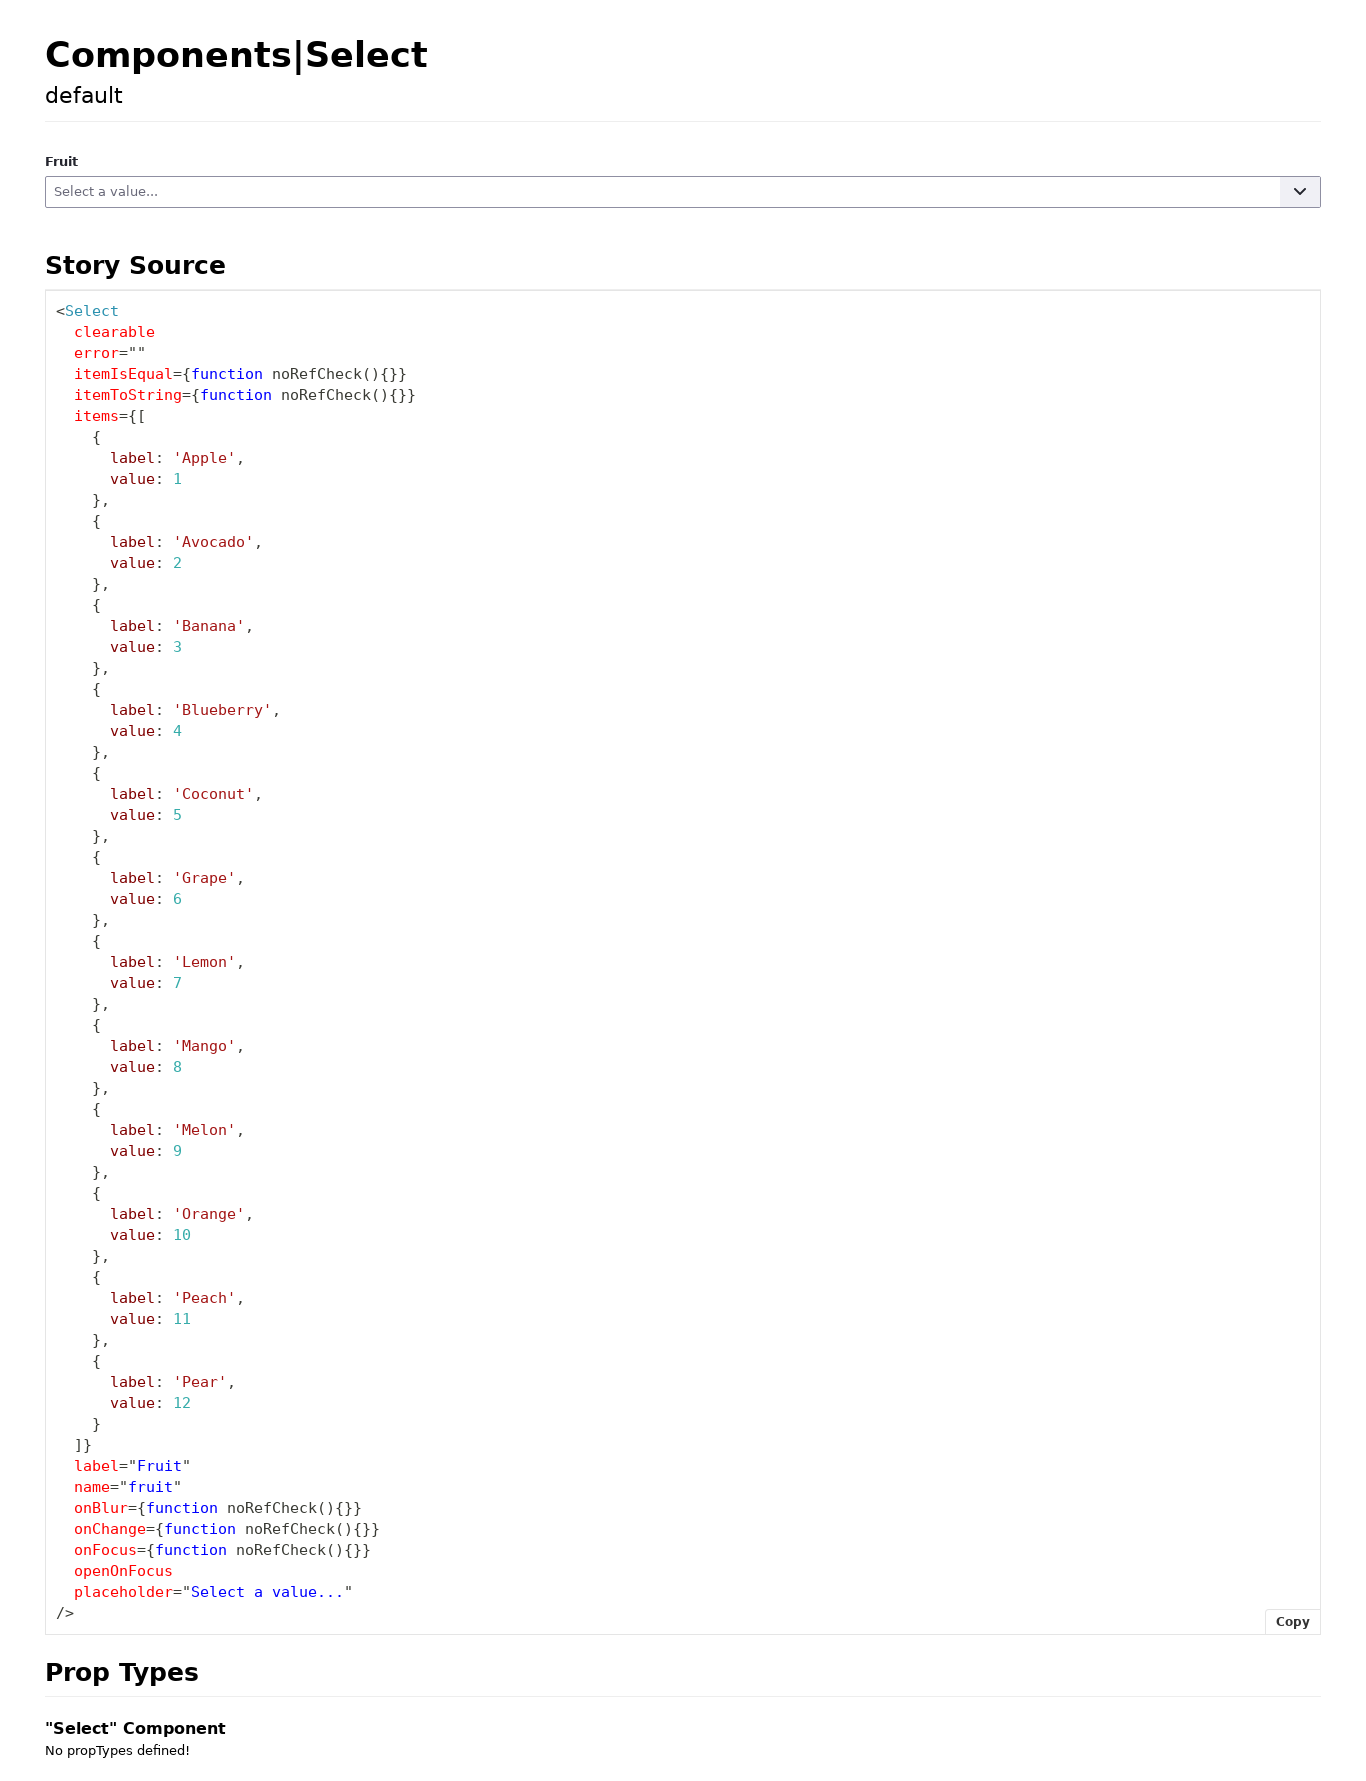 Components|Select
default
Fruit
Select a value...
Story Source
<Select
  clearable
  error=""
  itemIsEqual={function noRefCheck(){}}
  itemToString={function noRefCheck(){}}
  items={[
    {
      label: 'Apple',
      value: 1
    },
    {
      label: 'Avocado',
      value: 2
    },
    {
      label: 'Banana',
      value: 3
    },
    {
      label: 'Blueberry',
      value: 4
    },
    {
      label: 'Coconut',
      value: 5
    },
    {
      label: 'Grape',
      value: 6
    },
    {
      label: 'Lemon',
      value: 7
    },
    {
      label: 'Mango',
      value: 8
    },
    {
      label: 'Melon',
      value: 9
    },
    {
      label: 'Orange',
      value: 10
    },
    {
      label: 'Peach',
      value: 11
    },
    {
      label: 'Pear',
      value: 12
    }
  ]}
  label="Fruit"
  name="fruit"
  onBlur={function noRefCheck(){}}
  onChange={function noRefCheck(){}}
  onFocus={function noRefCheck(){}}
  openOnFocus
  placeholder="Select a value..."
/>
Copy
Prop Types
"Select" Component
No propTypes defined!